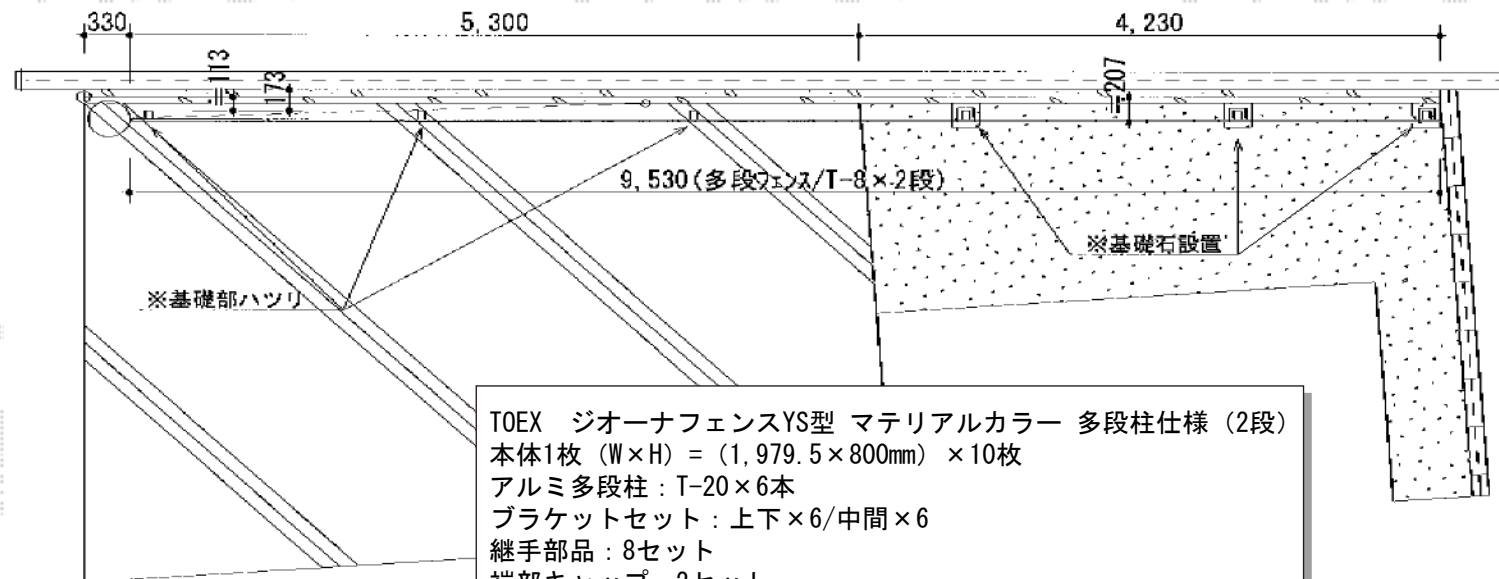 330 5,300 4,230
113
173
207
9,530(多段フェンス/T-8×2段)
※基礎石設置
※基礎部ハツリ
TOEX ジオーナフェンスYS型 マテリアルカラー 多段柱仕様（2段）
本体1枚（W×H）=（1,979.5×800mm）×10枚
アルミ多段柱：T-20×6本
ブラケットセット：上下×6/中間×6
継手部品：8セット